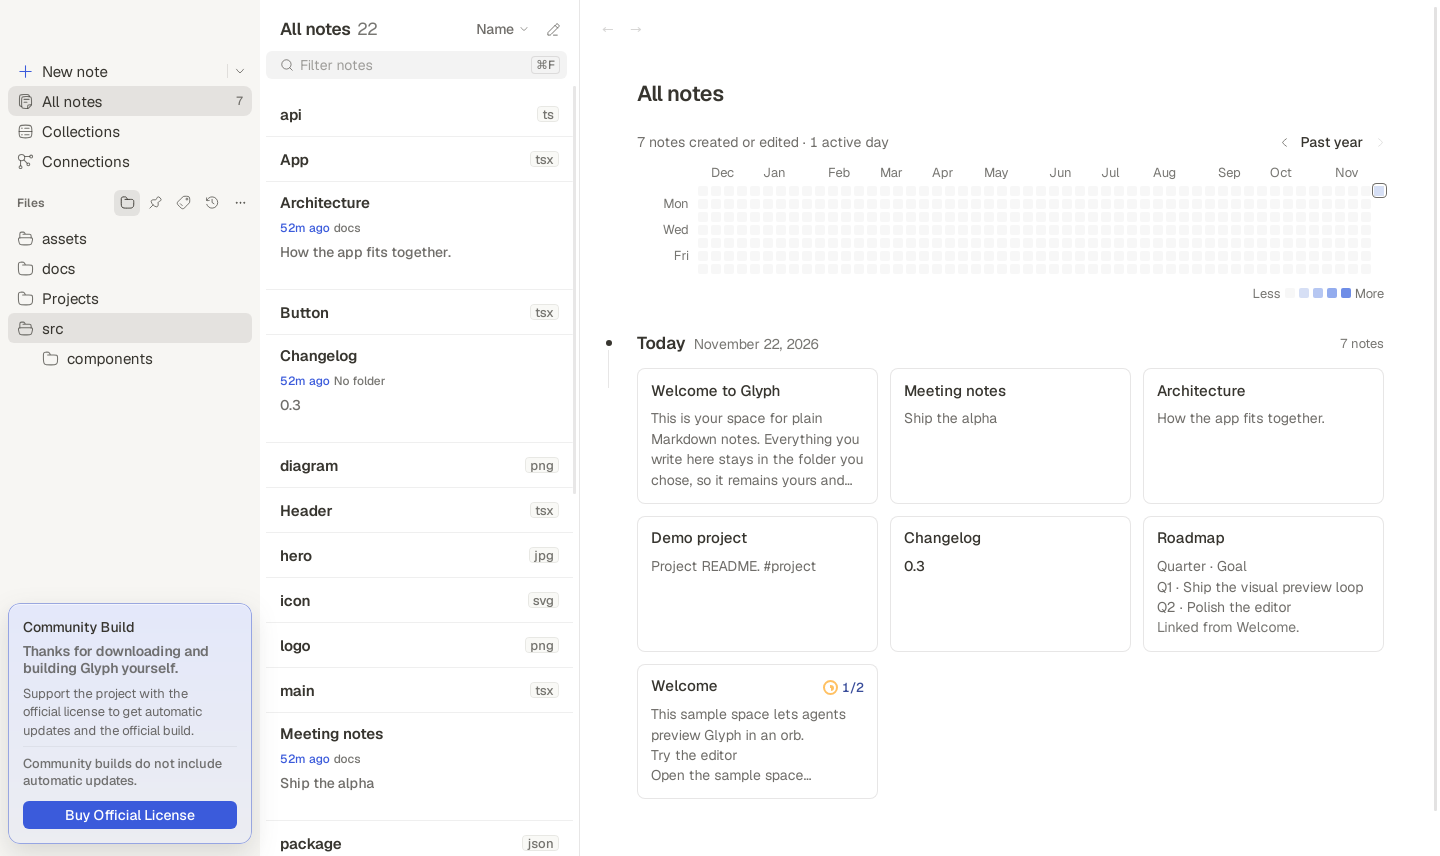 New note
All notes 7
Collections
Connections
Files
assets
docs
Projects
src
components
Community Build
Thanks for downloading and
building Glyph yourself.
Support the project with the
official license to get automatic
updates and the official build.
Community builds do not include
automatic updates.
Buy Official License
All notes 22
Name
Filter notes ⌘F
api ts
App tsx
Architecture
52m ago docs
How the app fits together.
Button tsx
Changelog
52m ago No folder
0.3
diagram png
Header tsx
hero jpg
icon svg
logo png
main tsx
Meeting notes
52m ago docs
Ship the alpha
package json
← →
All notes
7 notes created or edited · 1 active day
Past year
Dec Jan Feb Mar Apr May Jun Jul Aug Sep Oct Nov
Mon
Wed
Fri
Less More
Today November 22, 2026 7 notes
Welcome to Glyph
This is your space for plain
Markdown notes. Everything you
write here stays in the folder you
chose, so it remains yours and...
Meeting notes
Ship the alpha
Architecture
How the app fits together.
Demo project
Project README. #project
Changelog
0.3
Roadmap
Quarter · Goal
Q1 · Ship the visual preview loop
Q2 · Polish the editor
Linked from Welcome.
Welcome 1/2
This sample space lets agents
preview Glyph in an orb.
Try the editor
Open the sample space...